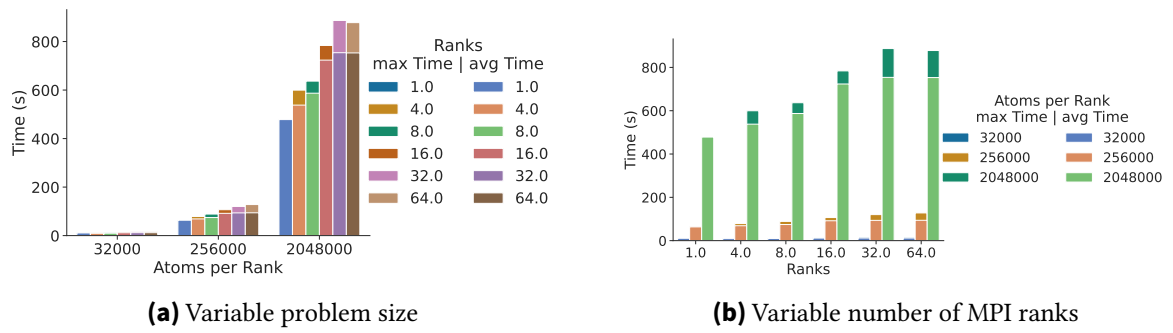 800
600
400
200
0
Time (s)
32000
256000
2048000
Atoms per Rank
Ranks
max Time | avg Time
1.0 1.0
4.0 4.0
8.0 8.0
16.0 16.0
32.0 32.0
64.0 64.0
(a) Variable problem size
800
600
400
200
0
Time (s)
1.0
4.0
8.0
16.0
32.0
64.0
Ranks
Atoms per Rank
max Time | avg Time
32000 32000
256000 256000
2048000 2048000
(b) Variable number of MPI ranks